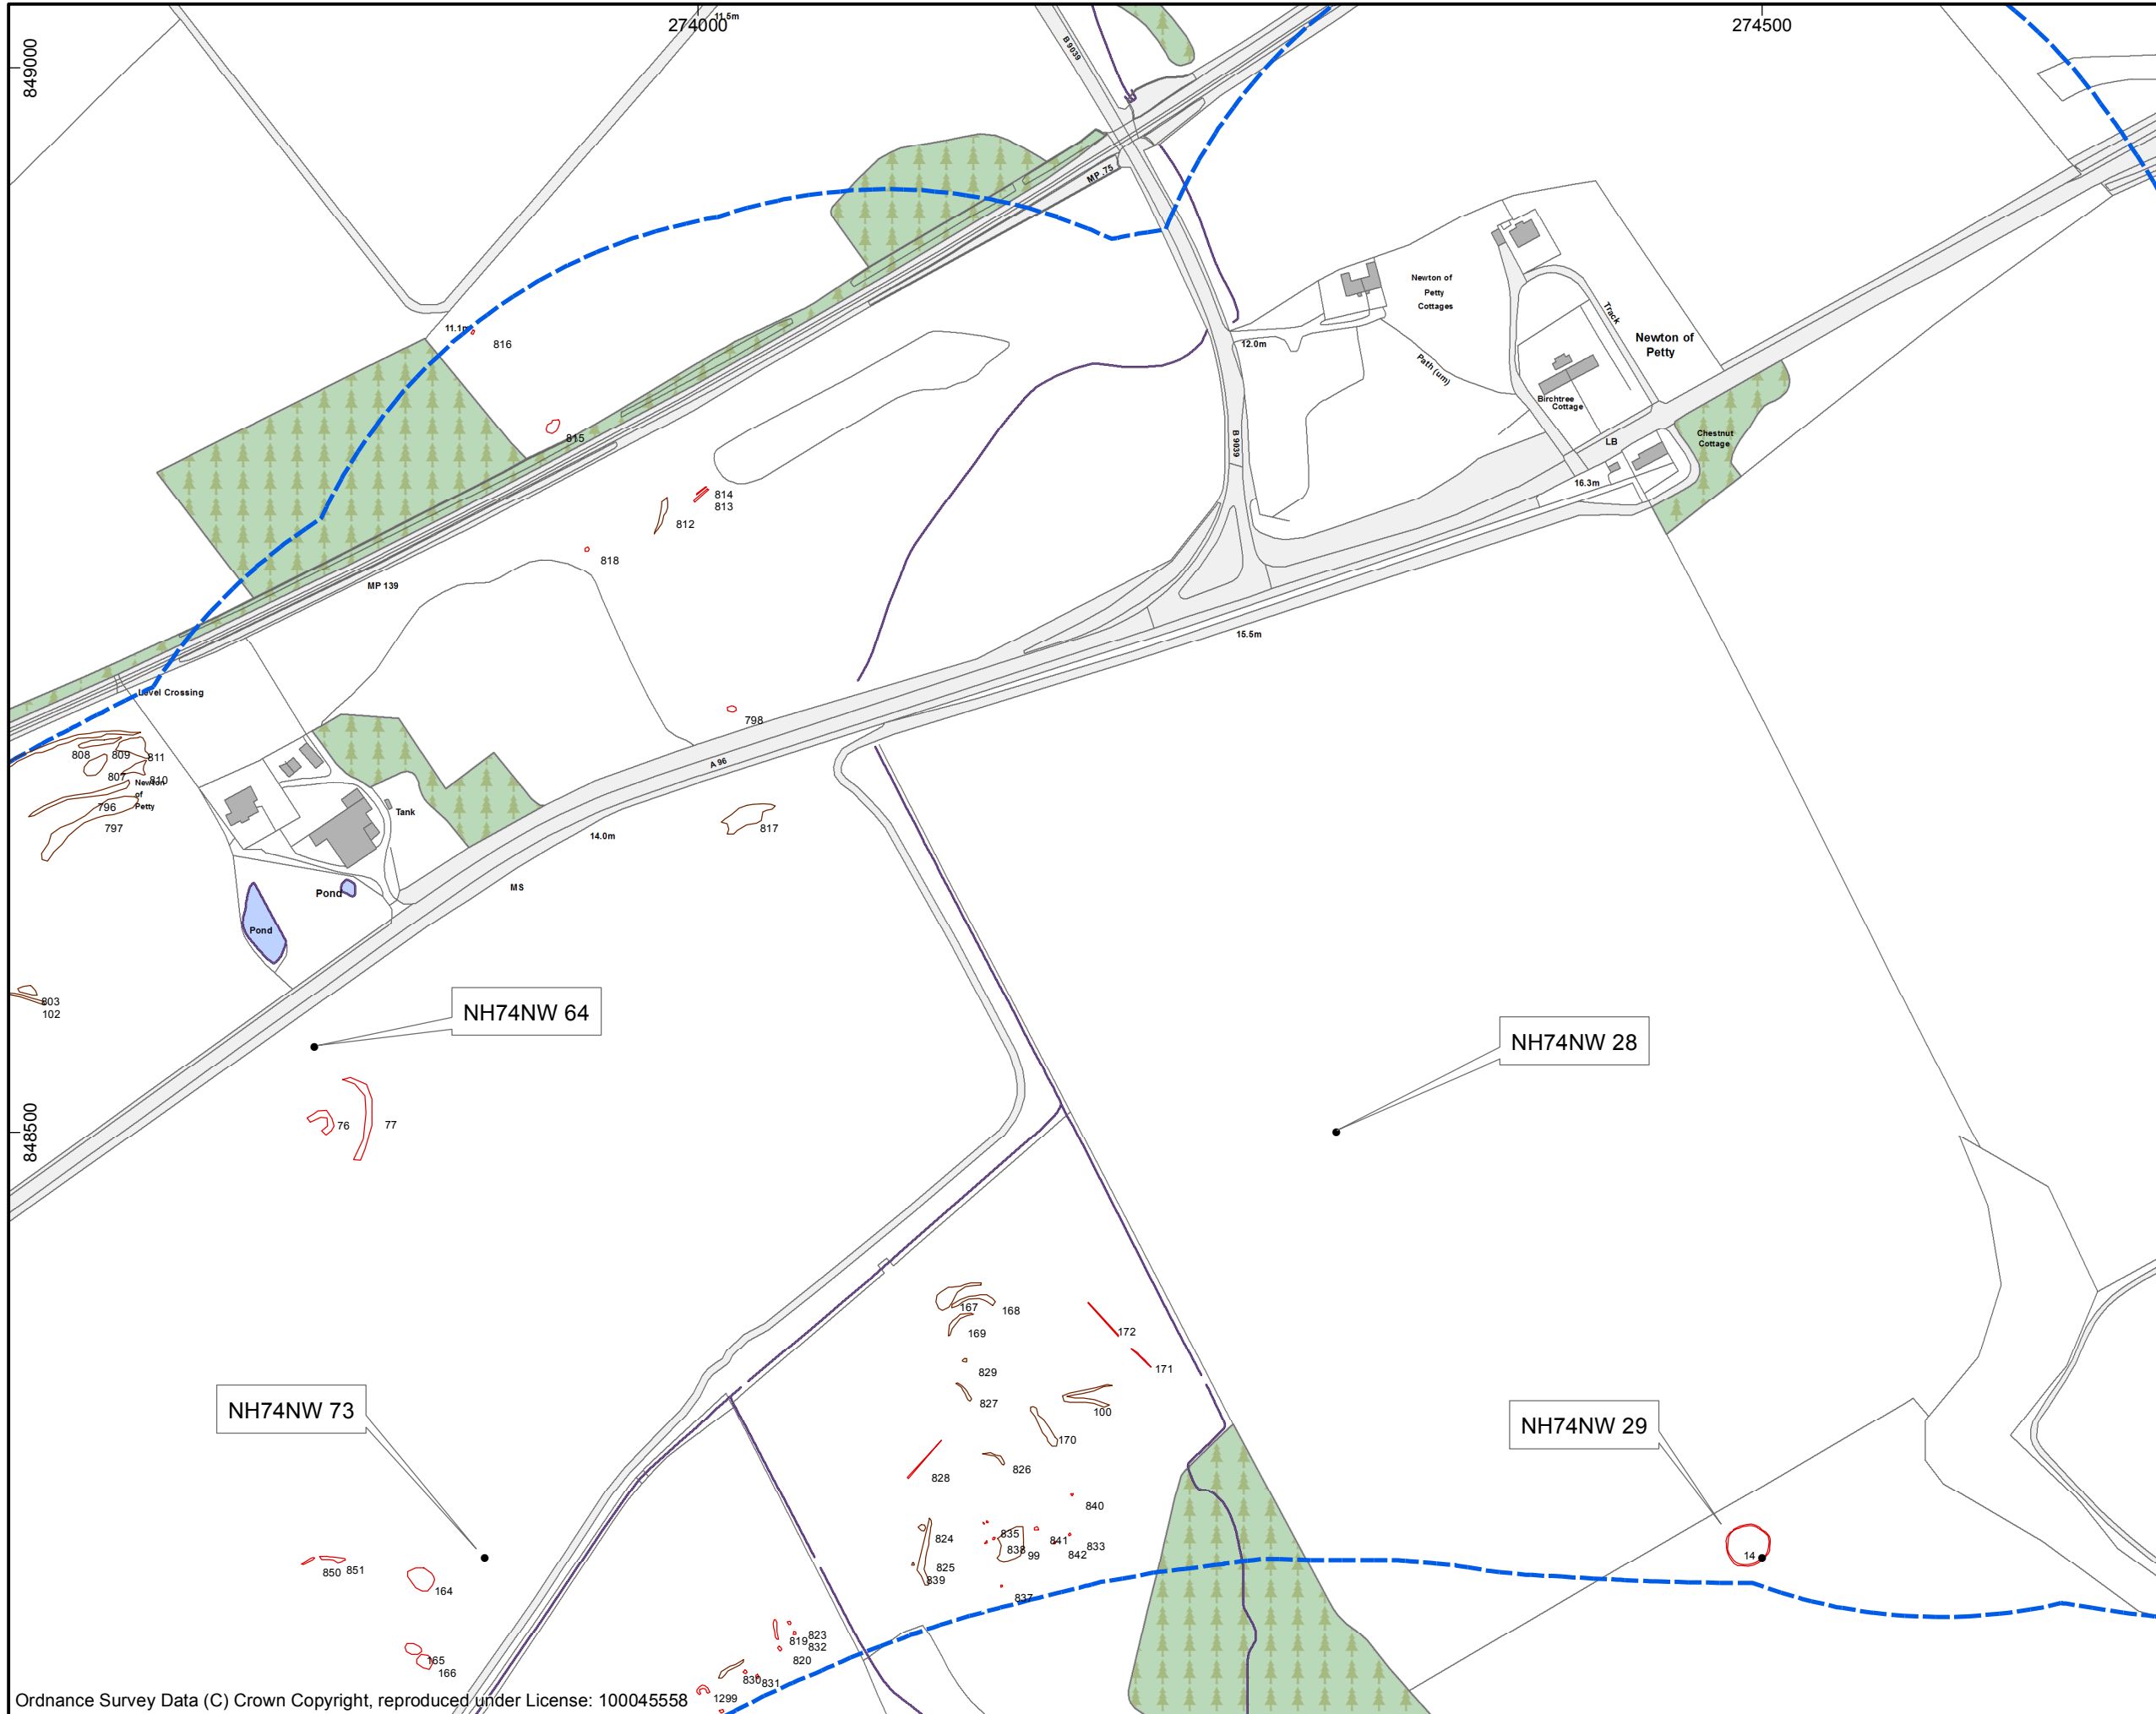 11.5m
274000
274500
849000
B 9039
MP .75
11.1m
816
815
Newton of
Petty
Cottages
12.0m
Track
Newton of
Petty
Path (um)
Birchtree
Cottage
Chestnut
Cottage
LB
16.3m
B 9039
814
813
812
818
MP 139
15.5m
Level Crossing
798
A 96
808
809
811
807
810
Newton
of
Petty
796
797
Tank
14.0m
817
MS
Pond
Pond
803
102
NH74NW 64
NH74NW 28
848500
76
77
167
168
169
172
171
829
827
100
170
826
828
NH74NW 73
NH74NW 29
840
824
835
838
99
841
842
833
825
839
837
14
850
851
164
165
166
819
823
832
820
830
831
1299
Ordnance Survey Data (C) Crown Copyright, reproduced under License: 100045558